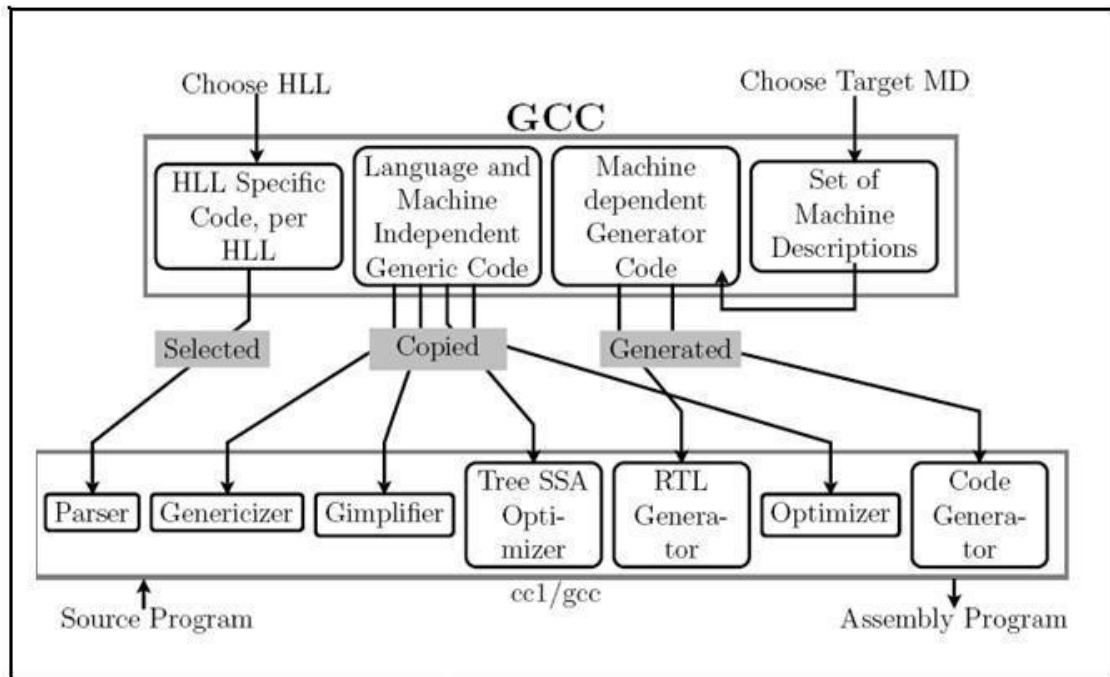 Choose HLL
Choose Target MD
GCC
HLL Specific
Code, per
HLL
Language and
Machine
Independent
Generic Code
Machine
dependent
Generator
Code
Set of
Machine
Descriptions
Selected
Copied
Generated
Parser
Genericizer
Gimplifier
Tree SSA
Opti-
mizer
RTL
Genera-
tor
Optimizer
Code
Genera-
tor
cc1/gcc
Source Program
Assembly Program